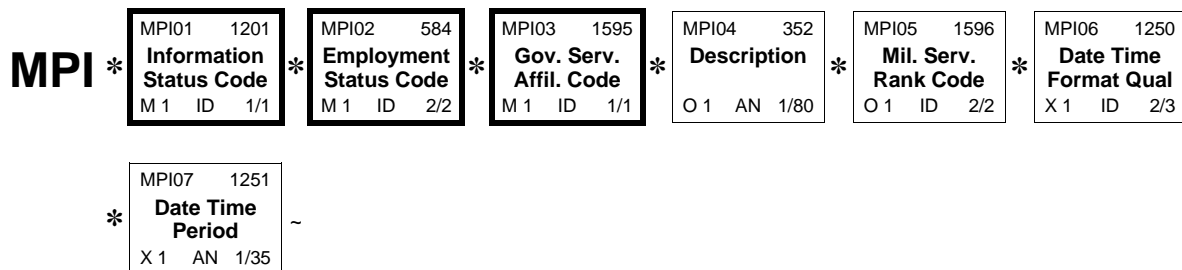 MPI * MPI01 1201 * MPI02 584 * MPI03 1595 * MPI04 352 * MPI05 1596 * MPI06 1250
Information Employment Gov. Serv. Description Mil. Serv. Date Time
Status Code Status Code Affil. Code Rank Code Format Qual
M 1 ID 1/1 M 1 ID 2/2 M 1 ID 1/1 O 1 AN 1/80 O 1 ID 2/2 X 1 ID 2/3
* MPI07 1251 ~
Date Time
Period
X 1 AN 1/35